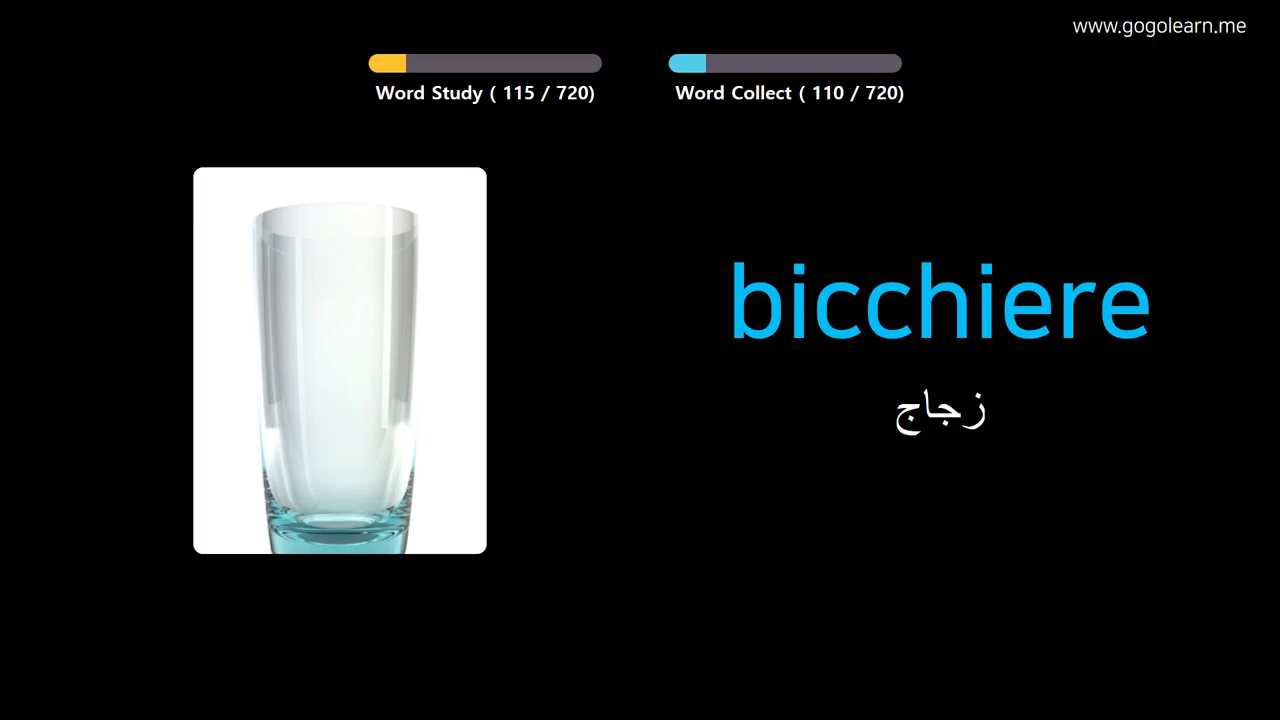 www.gogolearn.me
Word Study ( 115 / 720)
Word Collect ( 110 / 720)
bicchiere
زجاج